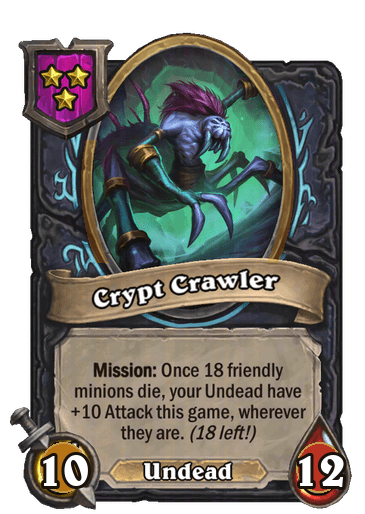 Crypt Crawler
Mission: Once 18 friendly
minions die, your Undead have
+10 Attack this game, wherever
they are. (18 left!)
10
Undead
12